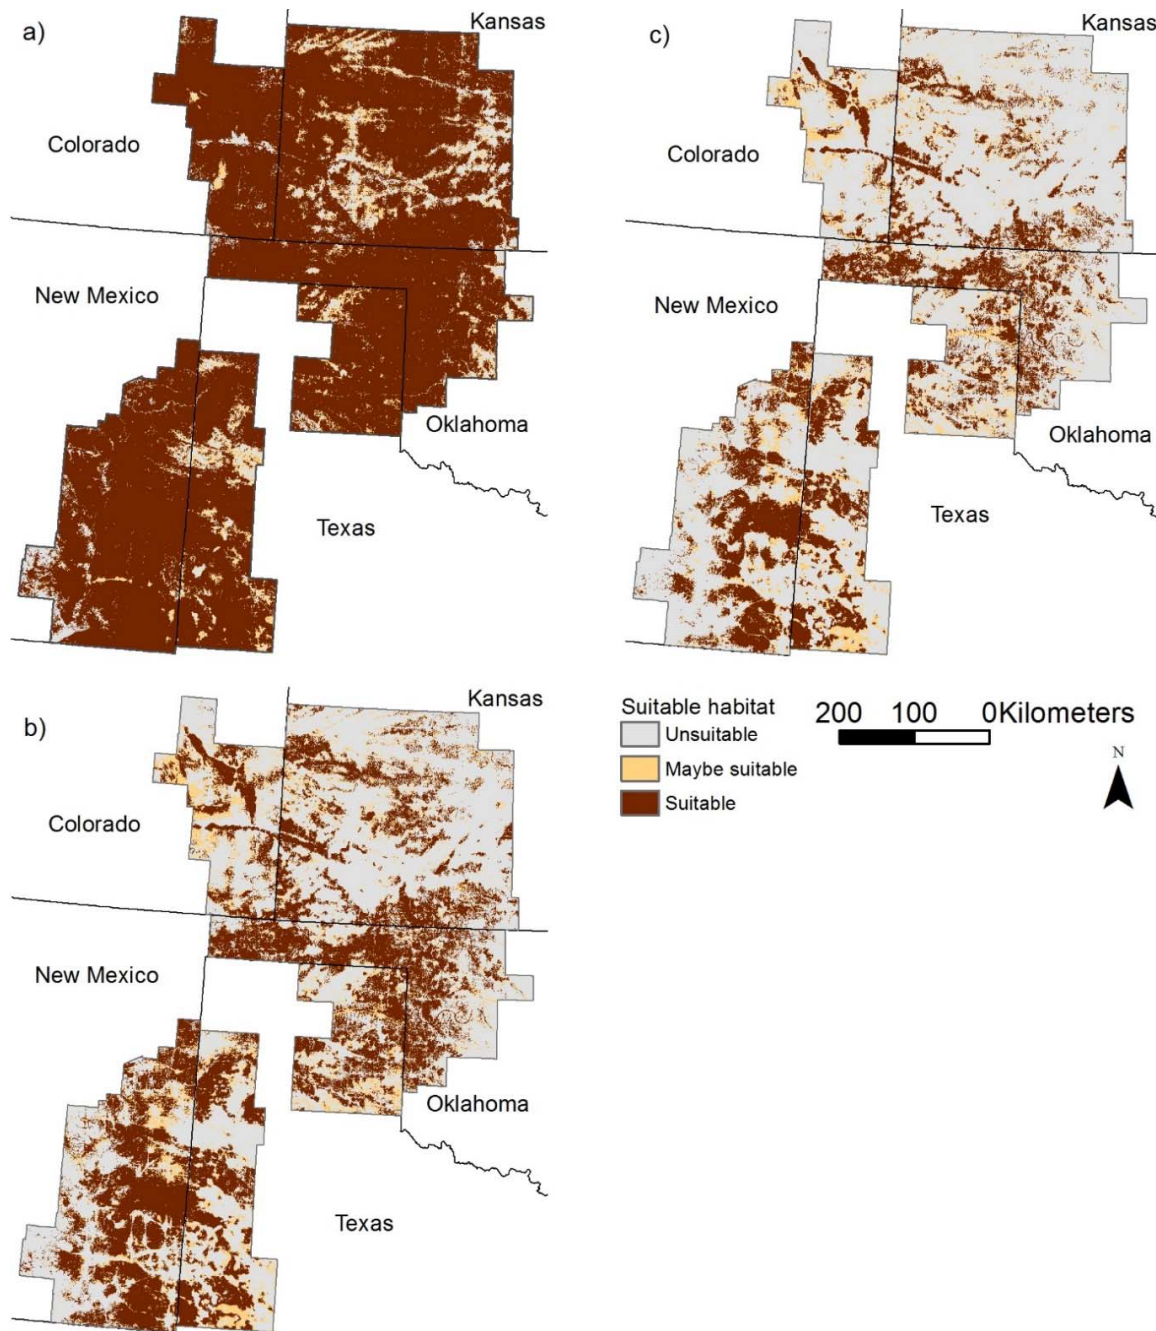 a)
Kansas
Colorado
New Mexico
Oklahoma
Texas
c)
Kansas
Colorado
New Mexico
Oklahoma
Texas
b)
Kansas
Colorado
New Mexico
Oklahoma
Texas
Suitable habitat
Unsuitable
Maybe suitable
Suitable
200 100 0Kilometers
N